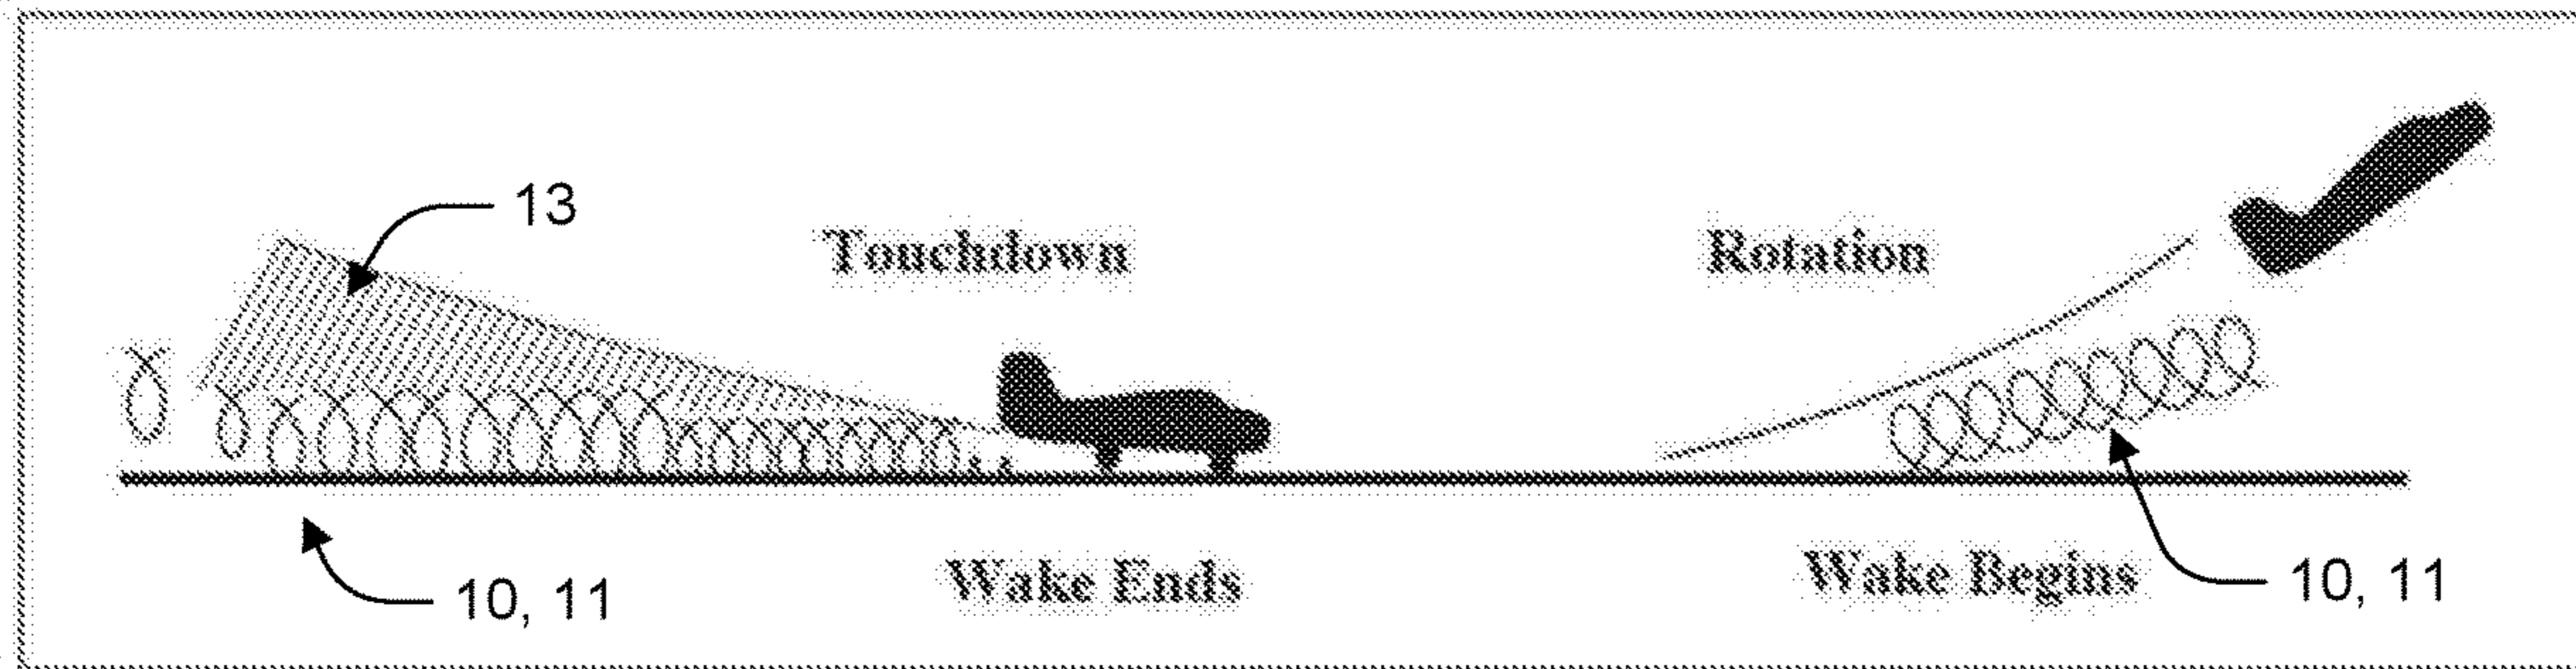 13
Touchdown
Rotation
Wake Ends
Wake Begins
10, 11
10, 11